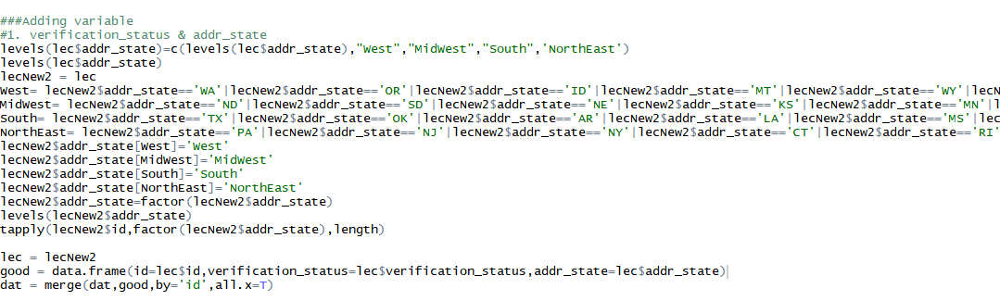 ###Adding variable
#1. verification_status & addr_state
levels(lec$addr_state)=c(levels(lec$addr_state),"West","MidWest","South",'NorthEast')
levels(lec$addr_state)
lecNew2 = lec
West= lecNew2$addr_state=='WA'|lecNew2$addr_state=='OR'|lecNew2$addr_state=='ID'|lecNew2$addr_state=='MT'|lecNew2$addr_state=='WY'|lecN
MidWest= lecNew2$addr_state=='ND'|lecNew2$addr_state=='SD'|lecNew2$addr_state=='NE'|lecNew2$addr_state=='KS'|lecNew2$addr_state=='MN'|l
South= lecNew2$addr_state=='TX'|lecNew2$addr_state=='OK'|lecNew2$addr_state=='AR'|lecNew2$addr_state=='LA'|lecNew2$addr_state=='MS'|lec
NorthEast= lecNew2$addr_state=='PA'|lecNew2$addr_state=='NJ'|lecNew2$addr_state=='NY'|lecNew2$addr_state=='CT'|lecNew2$addr_state=='RI'
lecNew2$addr_state[West]='West'
lecNew2$addr_state[MidWest]='MidWest'
lecNew2$addr_state[South]='South'
lecNew2$addr_state[NorthEast]='NorthEast'
lecNew2$addr_state=factor(lecNew2$addr_state)
levels(lecNew2$addr_state)
tapply(lecNew2$id,factor(lecNew2$addr_state),length)
lec = lecNew2
good = data.frame(id=lec$id,verification_status=lec$verification_status,addr_state=lec$addr_state)
dat = merge(dat,good,by='id',all.x=T)